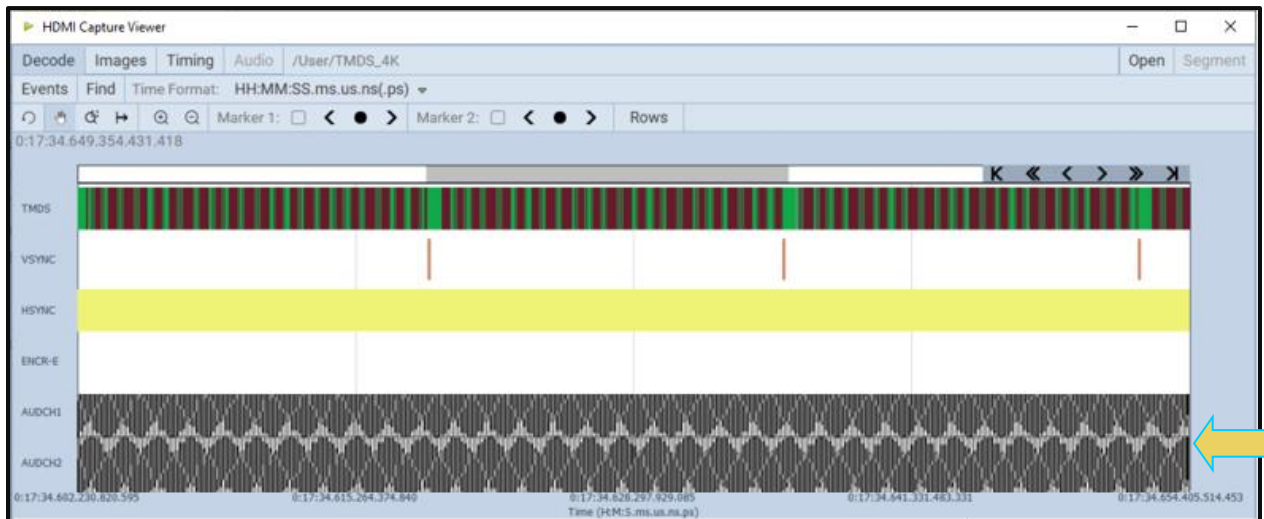 HDMI Capture Viewer
Decode Images Timing Audio /User/TMDS_4K Open Segment
Events Find Time Format: HH:MM:SS.ms.us.ns(.ps)
Marker 1: Marker 2: Rows
0:17:34.649.354.431.418
TMDS
VSYNC
HSYNC
ENCR-E
AUDCH1
AUDCH2
0:17:34.602.230.820.595 0:17:34.615.264.374.840 0:17:34.628.297.929.085 0:17:34.641.331.483.331 0:17:34.654.405.514.453
Time (H:M:S.ms.us.ns.ps)